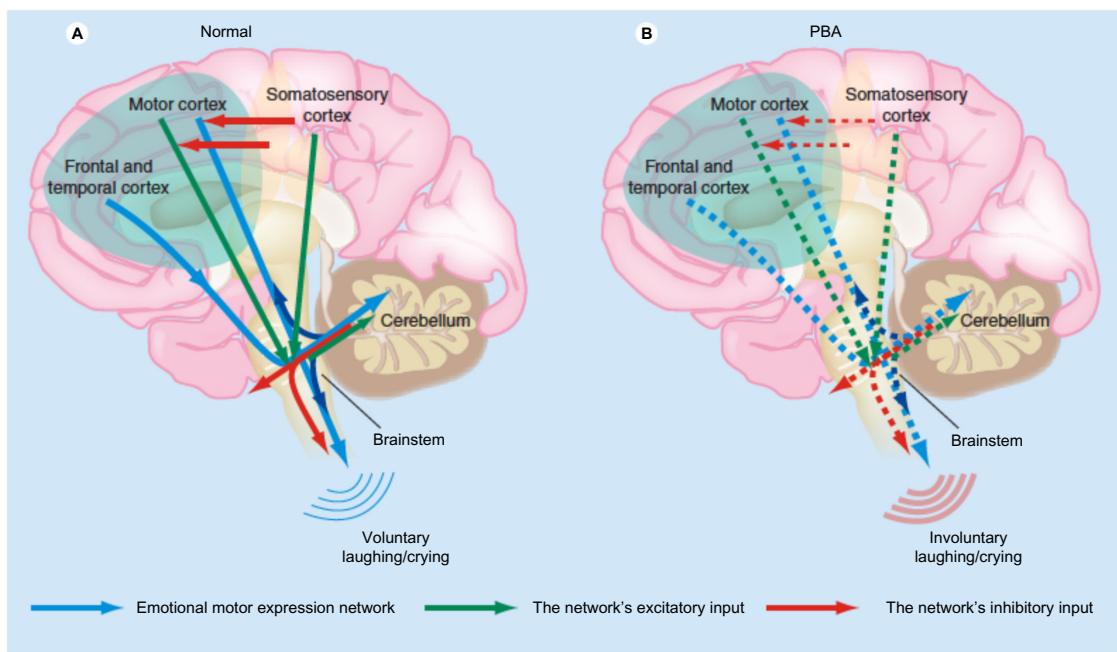 A
Normal
Motor cortex
Somatosensory
cortex
Frontal and
temporal cortex
Cerebellum
Brainstem
Voluntary
laughing/crying
B
PBA
Motor cortex
Somatosensory
cortex
Frontal and
temporal cortex
Cerebellum
Brainstem
Involuntary
laughing/crying
Emotional motor expression network
The network's excitatory input
The network's inhibitory input